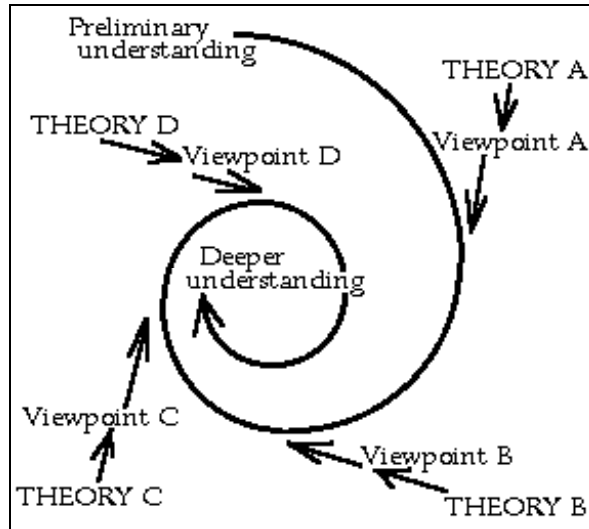 Preliminary
understanding
THEORY A
Viewpoint A
THEORY D
Viewpoint D
Deeper
understanding
Viewpoint C
THEORY C
Viewpoint B
THEORY B